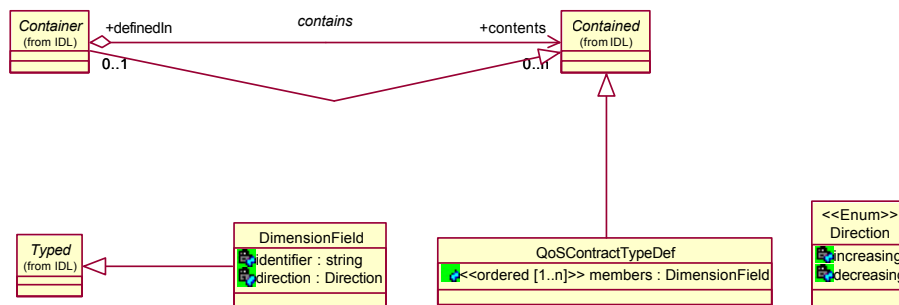 Container
(from IDL)
+definedIn
contains
+contents
Contained
(from IDL)
0..1
0..n
Typed
(from IDL)
DimensionField
identifier : string
direction : Direction
QoSContractTypeDef
<<ordered [1..n]>> members : DimensionField
<<Enum>>
Direction
increasing
decreasing